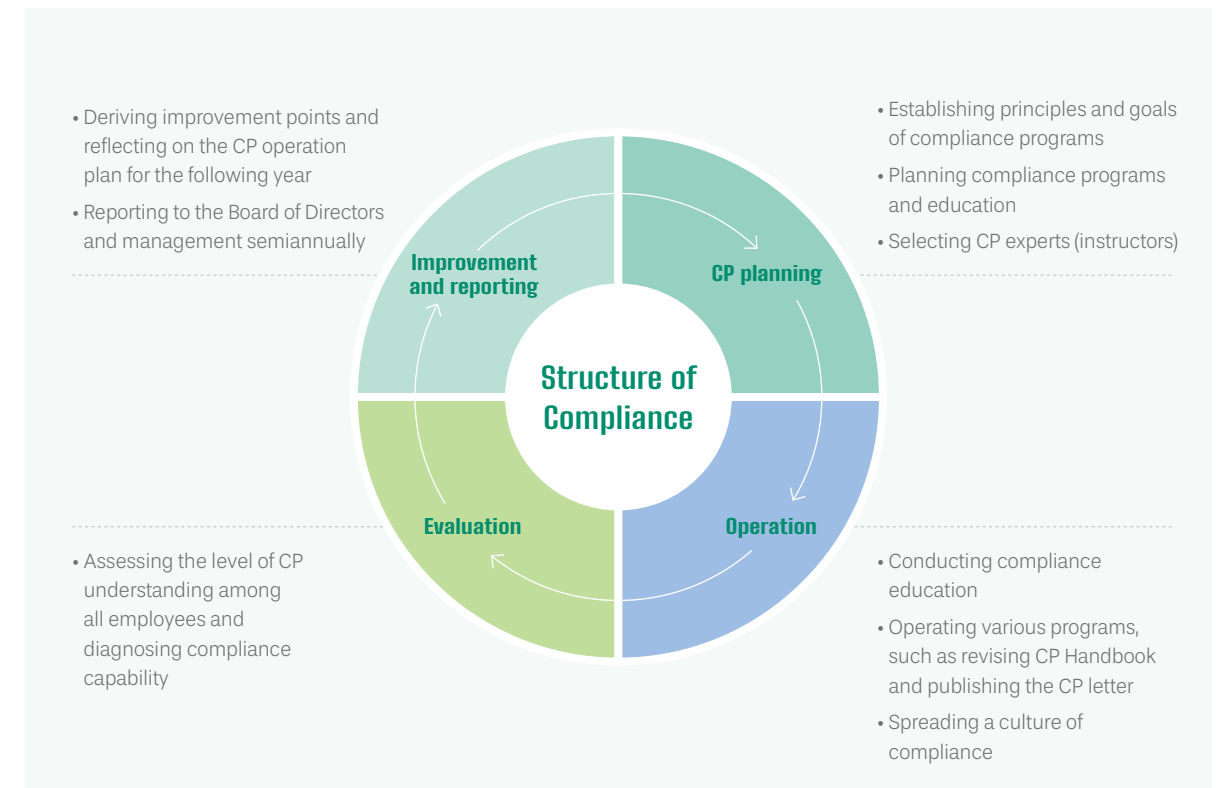 • Deriving improvement points and
reflecting on the CP operation
plan for the following year
• Reporting to the Board of Directors
and management semiannually
• Establishing principles and goals
of compliance programs
• Planning compliance programs
and education
• Selecting CP experts (instructors)
Improvement
and reporting
CP planning
Structure of
Compliance
Evaluation
Operation
• Assessing the level of CP
understanding among
all employees and
diagnosing compliance
capability
• Conducting compliance
education
• Operating various programs,
such as revising CP Handbook
and publishing the CP letter
• Spreading a culture of
compliance